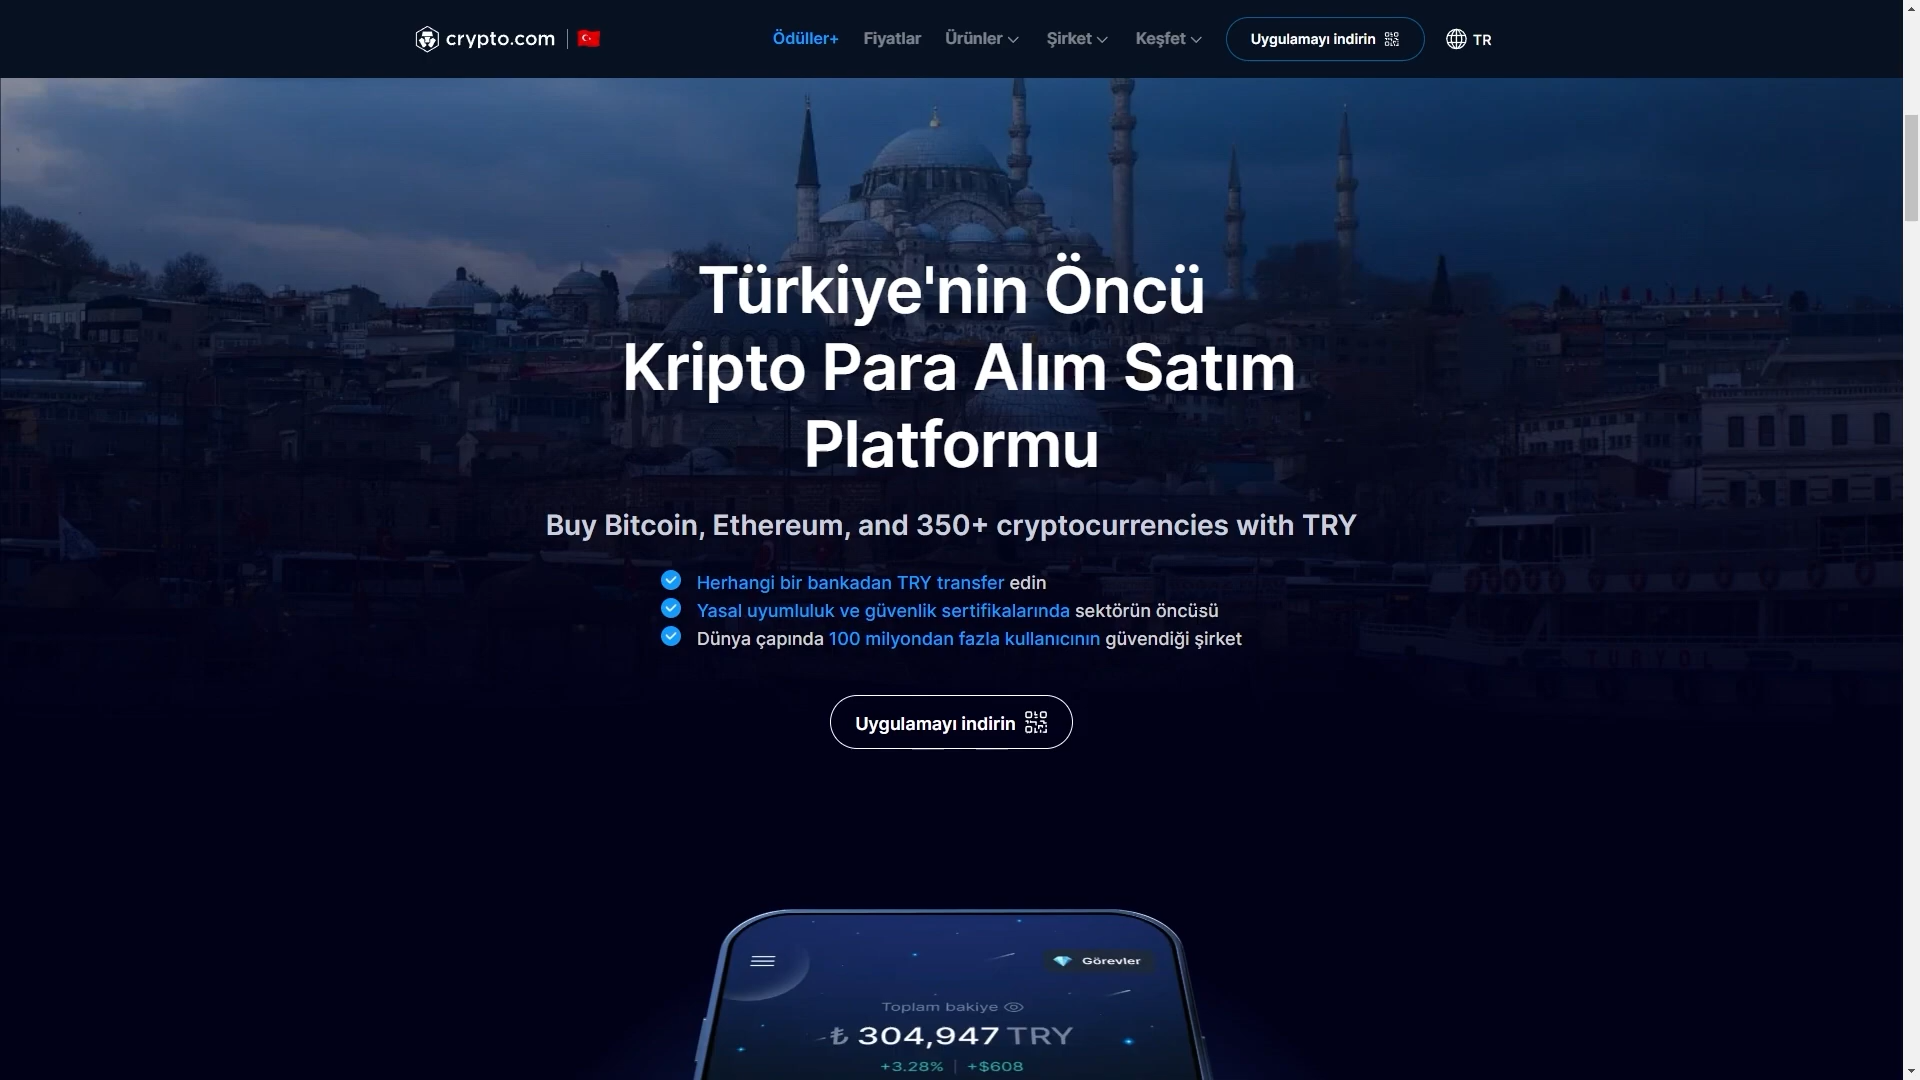 crypto.com
Ödüller+
Fiyatlar
Ürünler
Şirket
Keşfet
Uygulamayı indirin
TR
Türkiye'nin Öncü
Kripto Para Alım Satım
Platformu
Buy Bitcoin, Ethereum, and 350+ cryptocurrencies with TRY
Herhangi bir bankadan TRY transfer edin
Yasal uyumluluk ve güvenlik sertifikalarında sektörün öncüsü
Dünya çapında 100 milyondan fazla kullanıcının güvendiği şirket
TURYOL
Uygulamayı indirin
Görevler
Toplam bakiye
₺ 304,947 TRY
+3.28% | +$608